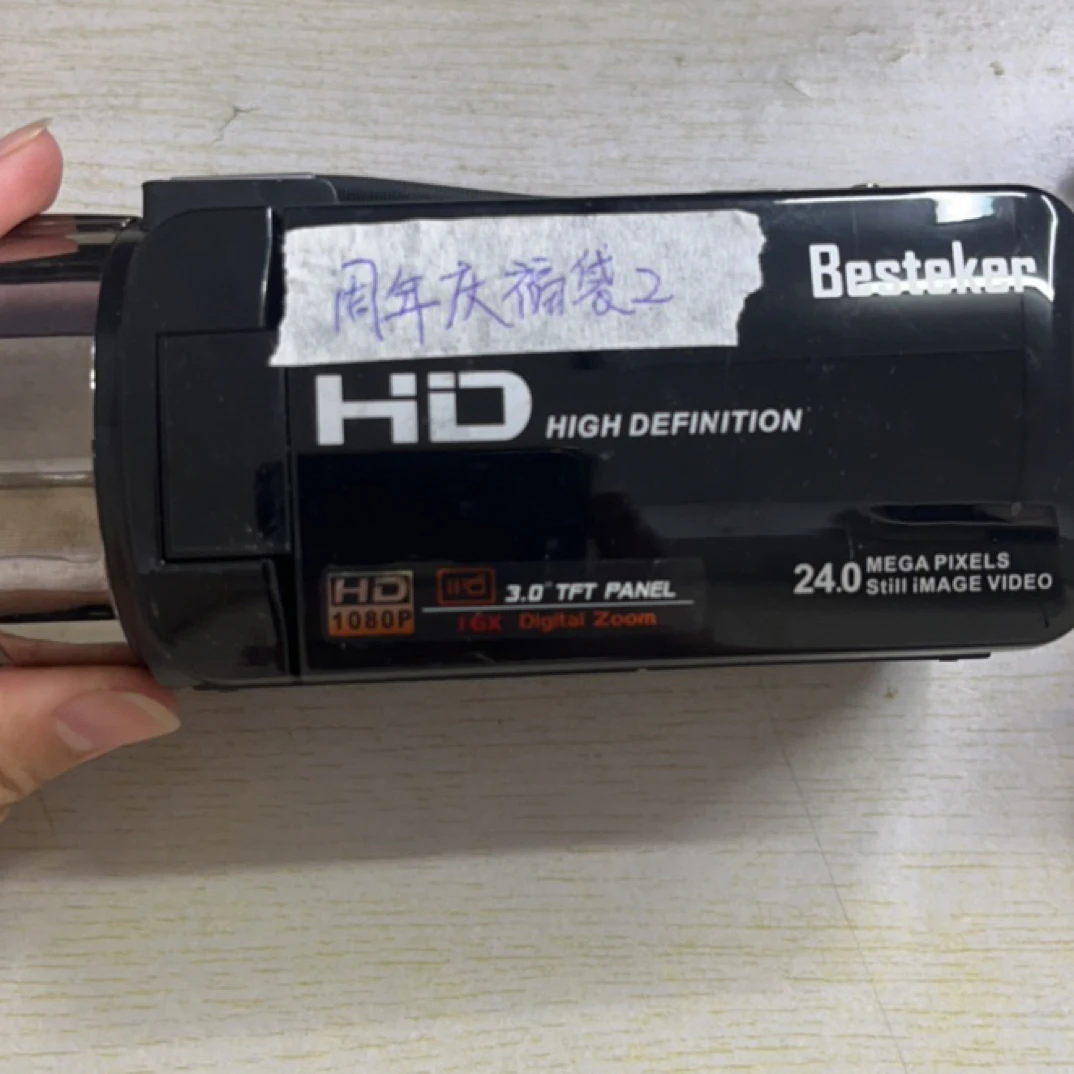 周年庆福袋2
Besteker
HD HIGH DEFINITION
24.0 MEGA PIXELS
Still iMAGE VIDEO
HD
1080P
3.0" TFT PANEL
16X Digital Zoom